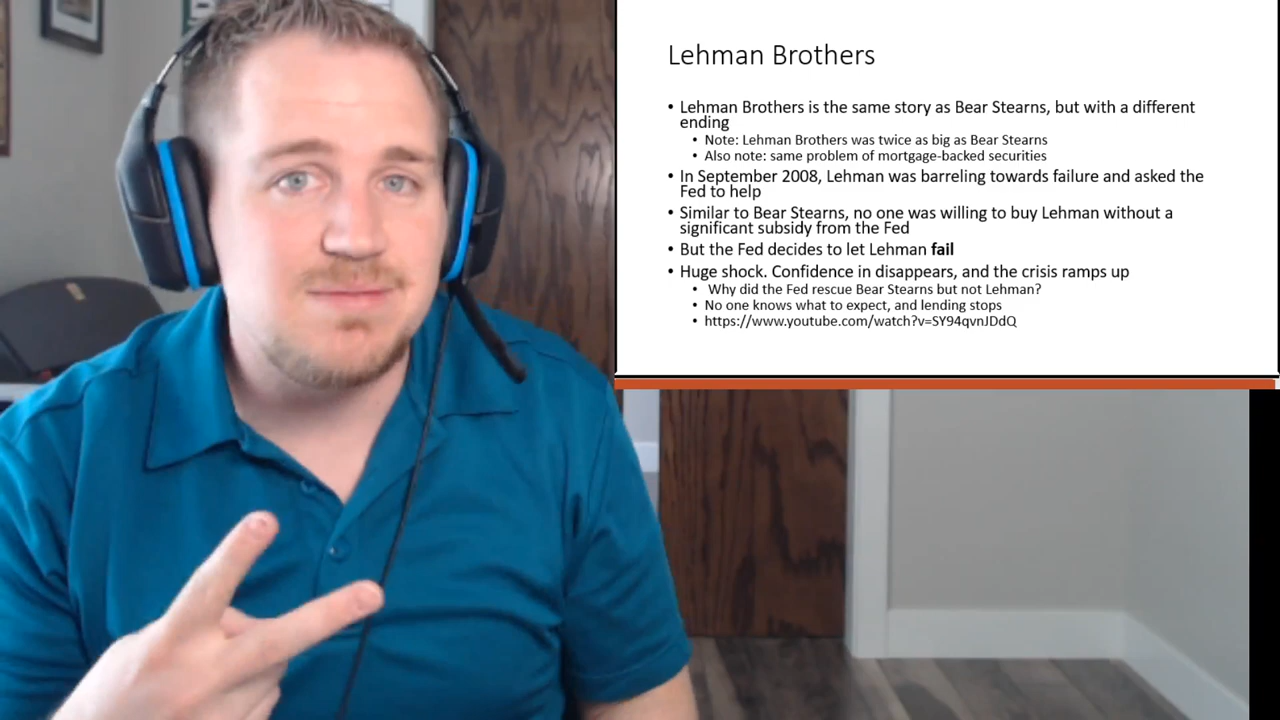 Lehman Brothers
• Lehman Brothers is the same story as Bear Stearns, but with a different
ending
• Note: Lehman Brothers was twice as big as Bear Stearns
• Also note: same problem of mortgage-backed securities
• In September 2008, Lehman was barreling towards failure and asked the
Fed to help
• Similar to Bear Stearns, no one was willing to buy Lehman without a
significant subsidy from the Fed
• But the Fed decides to let Lehman fail
• Huge shock. Confidence in disappears, and the crisis ramps up
• Why did the Fed rescue Bear Stearns but not Lehman?
• No one knows what to expect, and lending stops
• https://www.youtube.com/watch?v=SY94qvnJDdQ